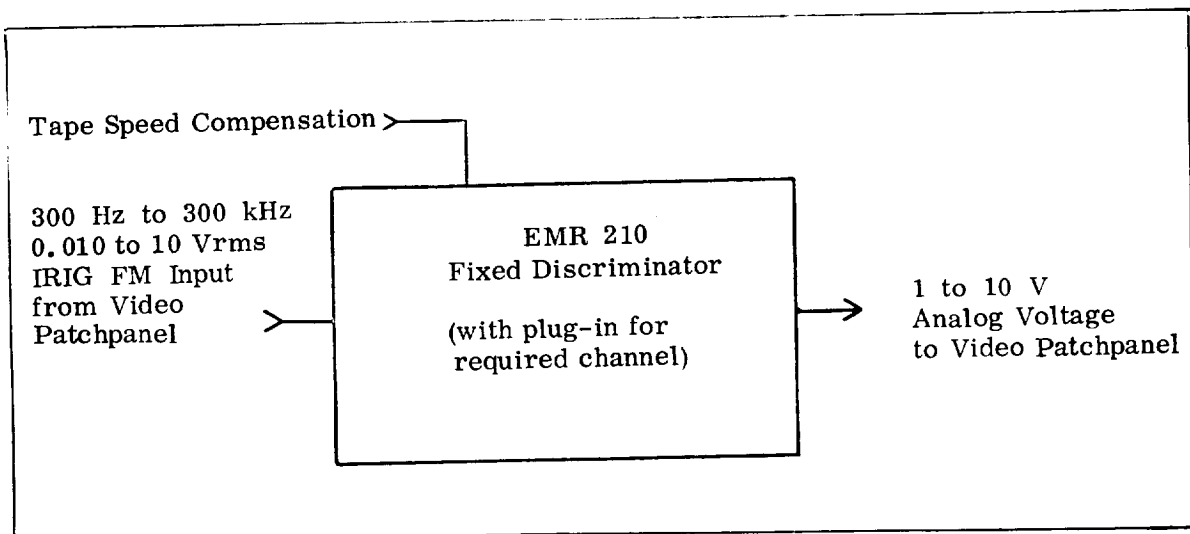 Tape Speed Compensation
300 Hz to 300 kHz
0.010 to 10 Vrms
IRIG FM Input
from Video
Patchpanel
EMR 210
Fixed Discriminator
(with plug-in for
required channel)
1 to 10 V
Analog Voltage
to Video Patchpanel